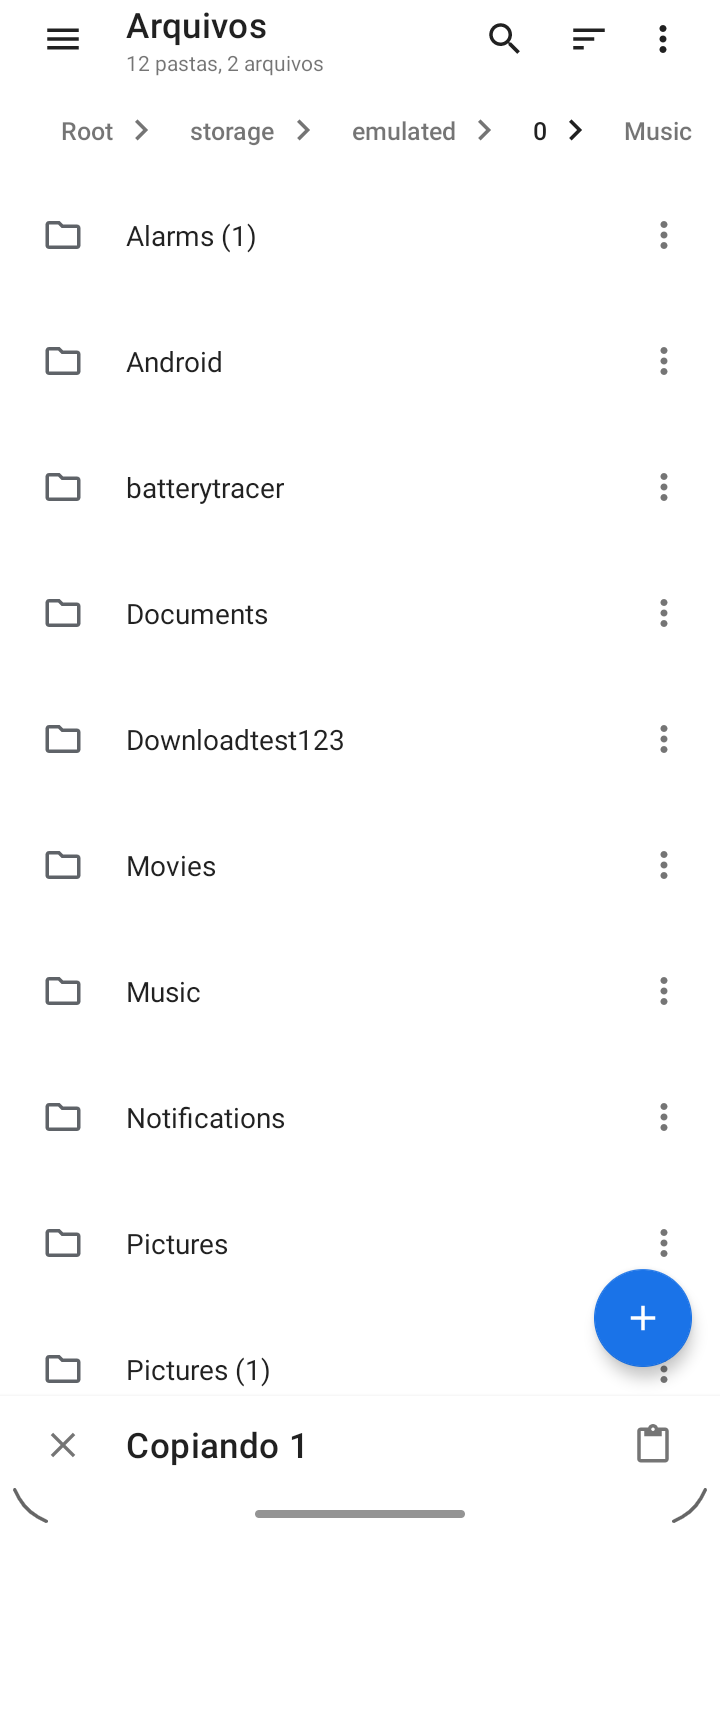 Arquivos
12 pastas, 2 arquivos
Root storage emulated 0 Music
Alarms (1)
Android
batterytracer
Documents
Downloadtest123
Movies
Music
Notifications
Pictures
Pictures (1)
Copiando 1